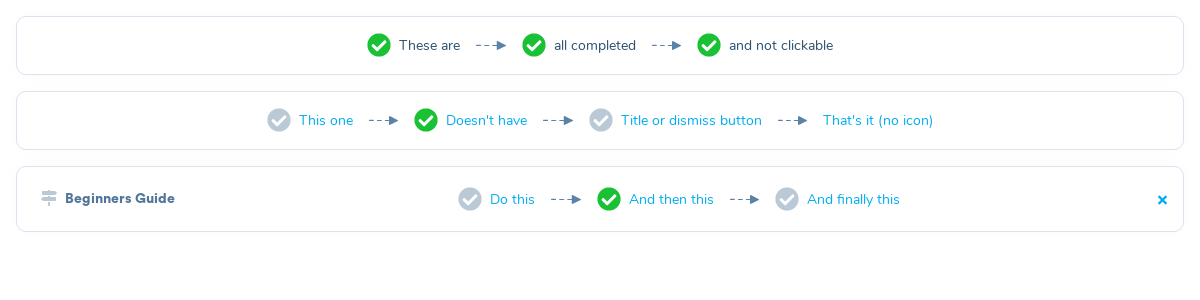 These are all completed and not clickable
This one Doesn't have Title or dismiss button That's it (no icon)
Beginners Guide Do this And then this And finally this